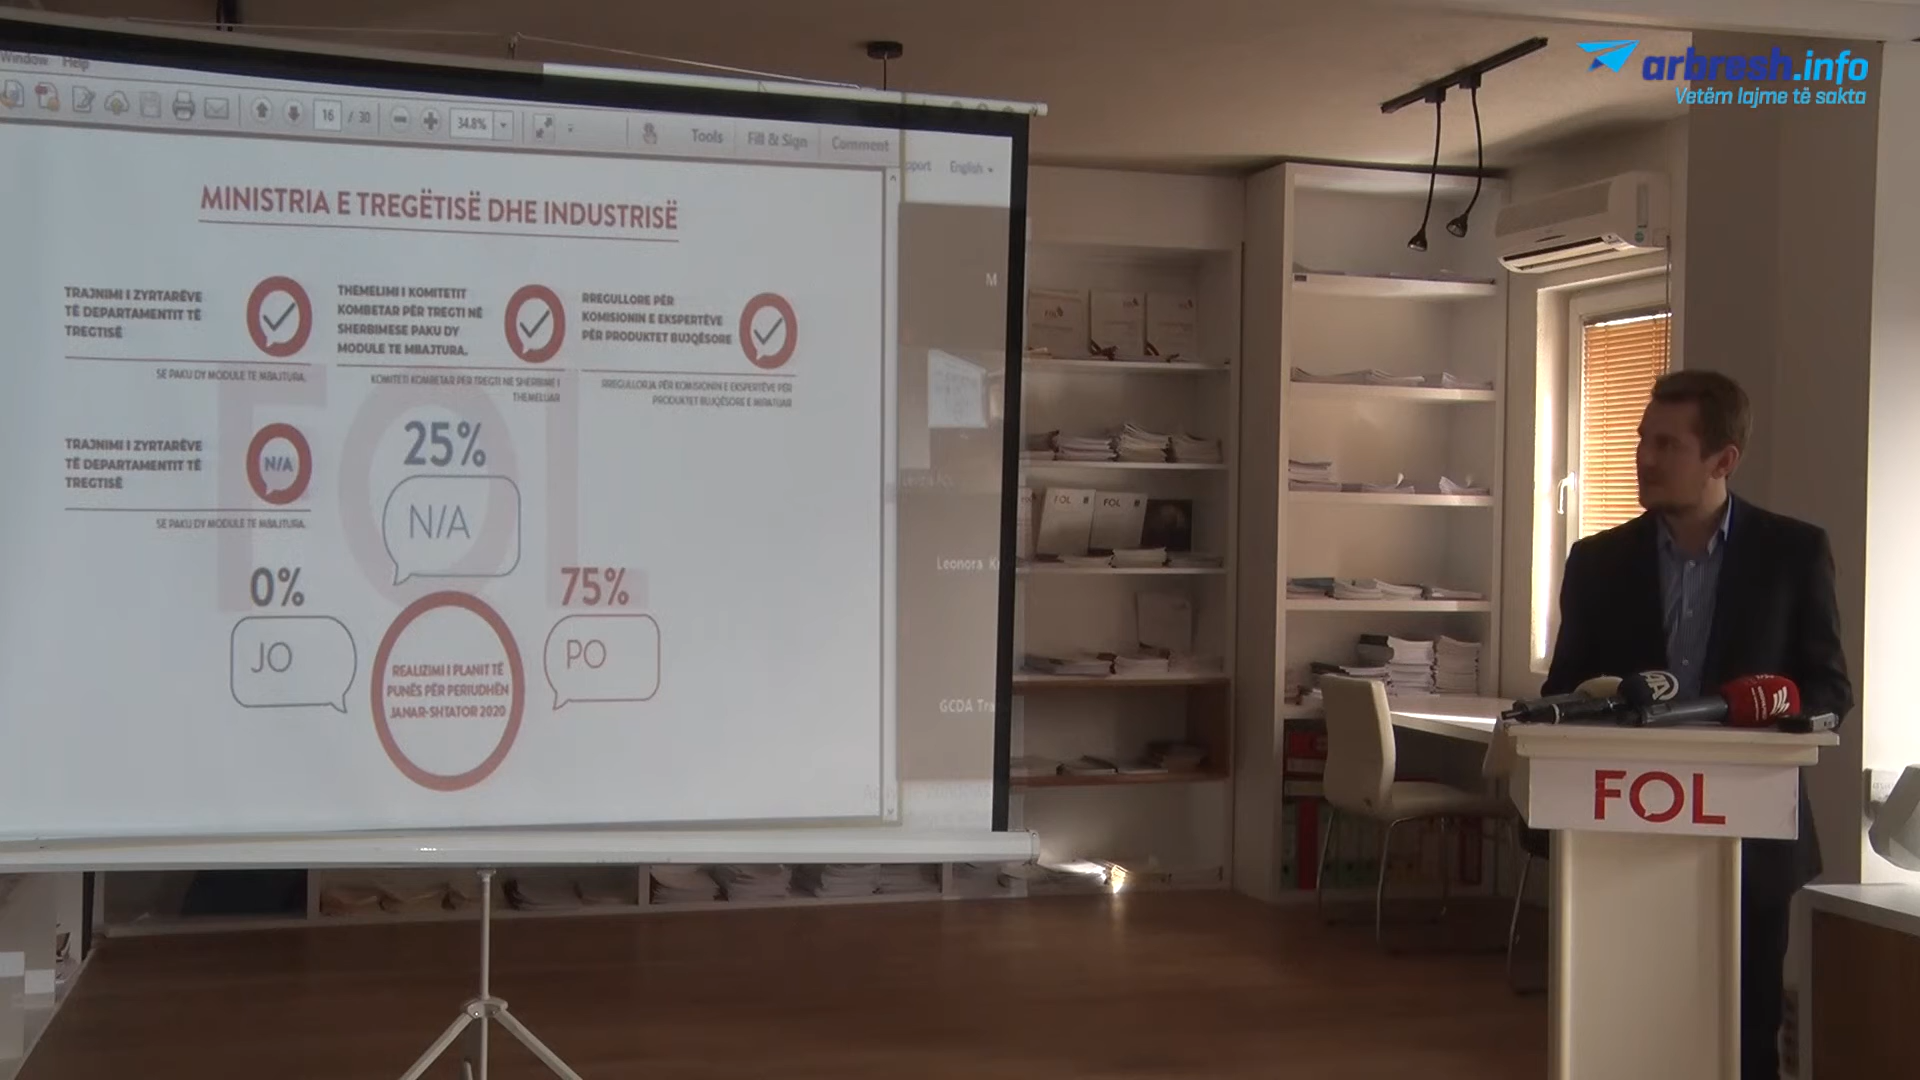 arbresh.info
Vetëm lajme të sakta
Window Help
16 / 30
34.8%
Tools
Fill & Sign
Comment
English
MINISTRIA E TREGËTISË DHE INDUSTRISË
TRAJNIMI I ZYRTARËVE
TË DEPARTAMENTIT TË
TREGTISË
SË PAKU DY MODULE TË MBAJTURA.
THEMELIMI I KOMITETIT
KOMBETAR PËR TREGTI NË
SHERBIMESE PAKU DY
MODULE TE MBAJTURA.
KOMITETI KOMBETAR PËR TREGTI NË SHERBIME I
THEMELUAR
RREGULLORE PËR
KOMISIONIN E EKSPERTËVE
PËR PRODUKTET BUJQËSORE
RREGULLORJA PËR KOMISIONIN E EKSPERTËVE PËR
PRODUKTET BUJQËSORE E MIRATUAR
TRAJNIMI I ZYRTARËVE
TË DEPARTAMENTIT TË
TREGTISË
N/A
SË PAKU DY MODULE TË MBAJTURA.
25%
N/A
0%
JO
75%
PO
REALIZIMI I PLANIT TË
PUNËS PËR PERIUDHËN
JANAR-SHTATOR 2020
M
Leonora
GCDA
FOL
FOL
AA
FOL